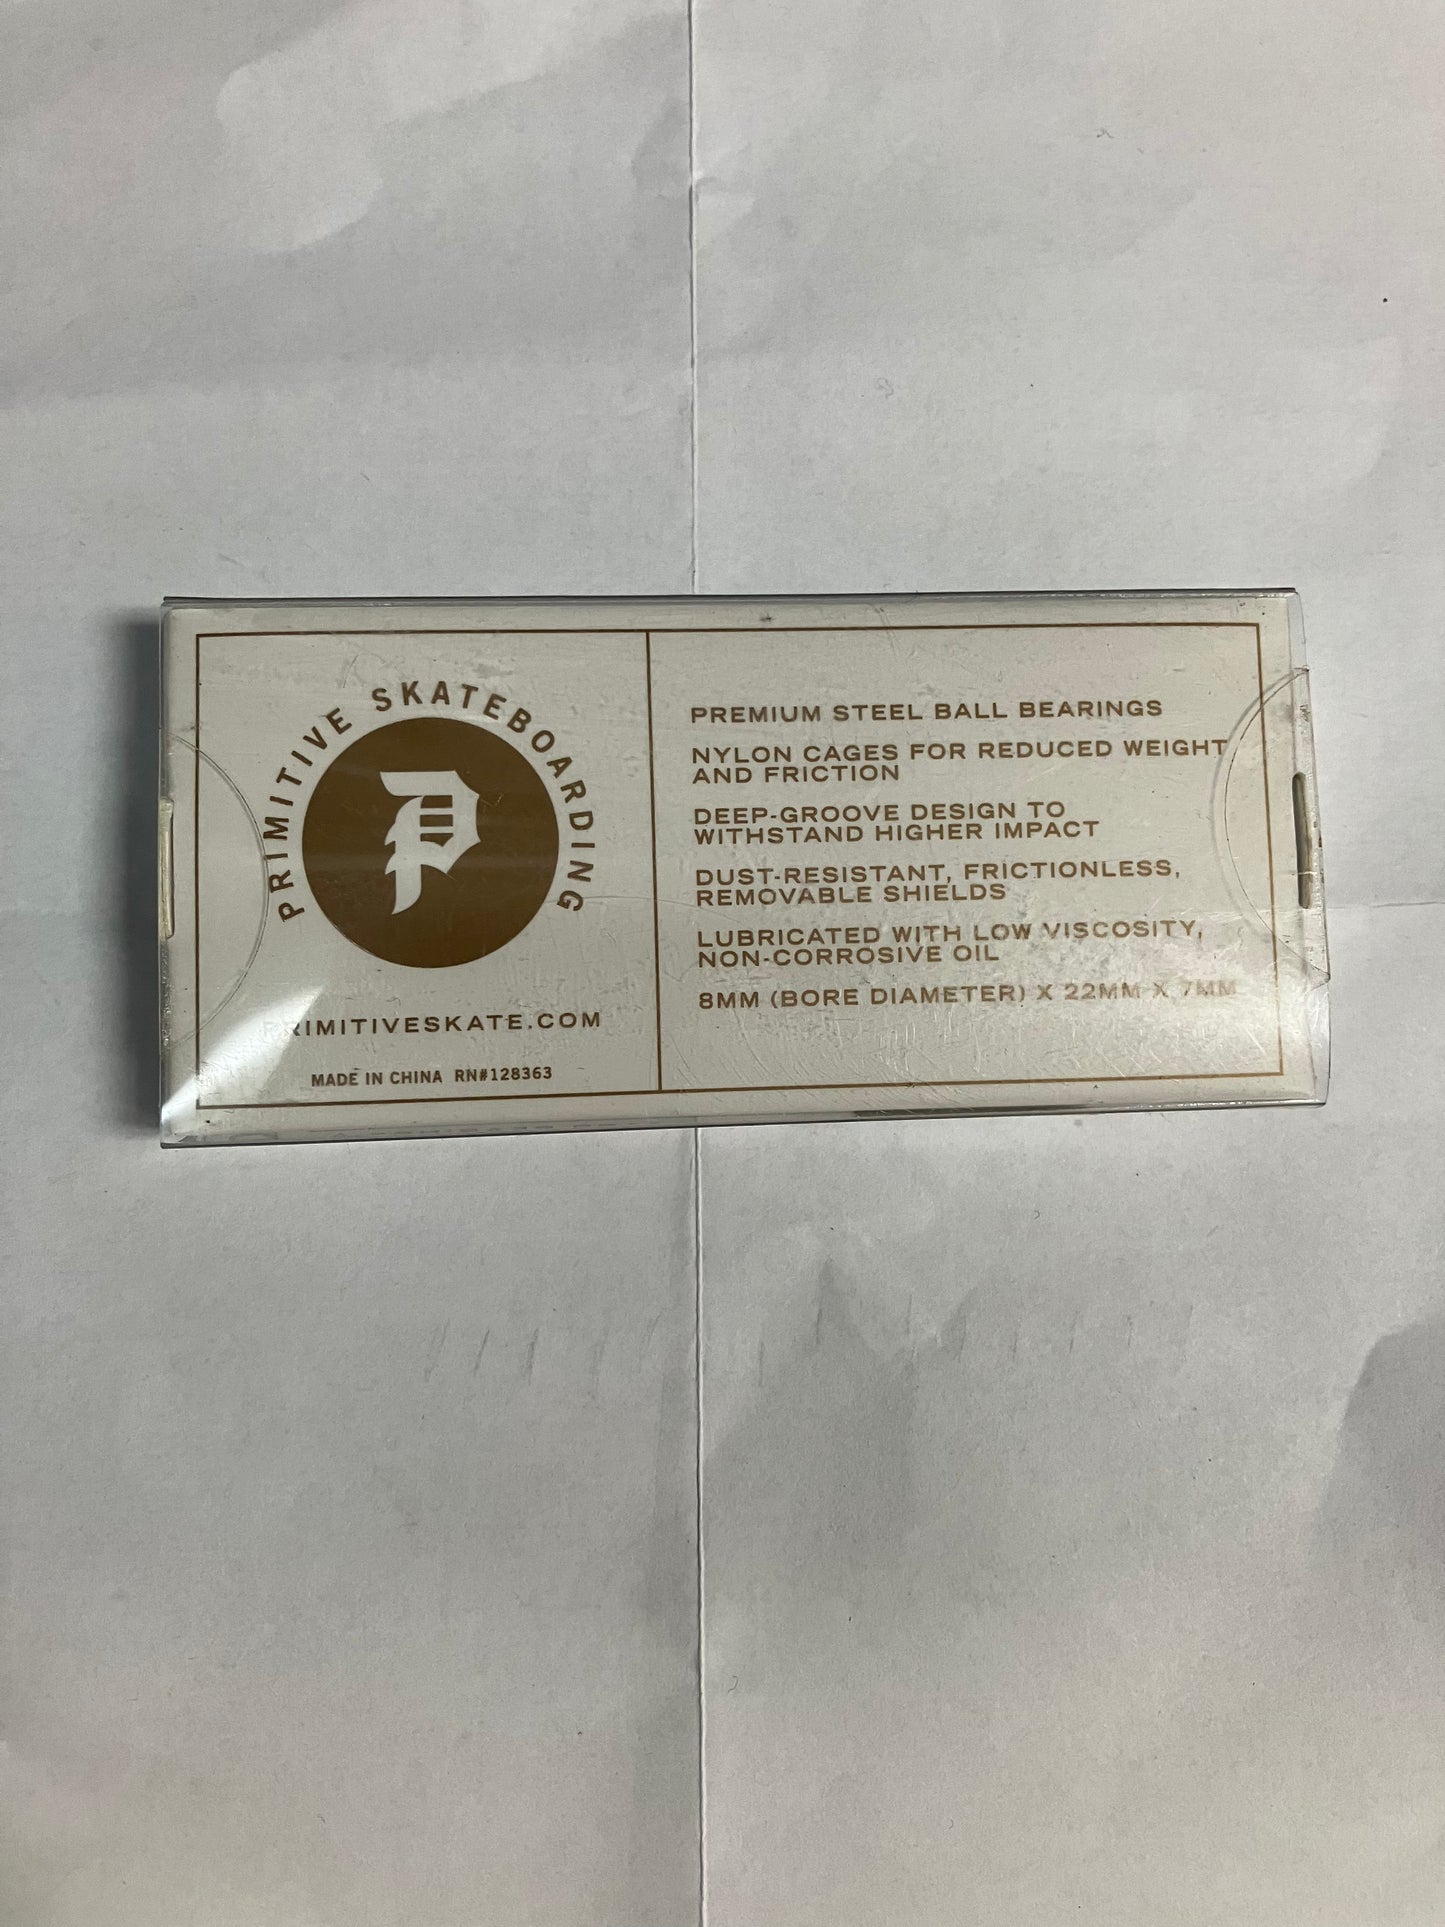 PRIMITIVE SKATEBOARDING
P
PRIMITIVESKATE.COM
MADE IN CHINA RN#128363
PREMIUM STEEL BALL BEARINGS
NYLON CAGES FOR REDUCED WEIGHT
AND FRICTION
DEEP-GROOVE DESIGN TO
WITHSTAND HIGHER IMPACT
DUST-RESISTANT, FRICTIONLESS,
REMOVABLE SHIELDS
LUBRICATED WITH LOW VISCOSITY,
NON-CORROSIVE OIL
8MM (BORE DIAMETER) X 22MM X 7MM